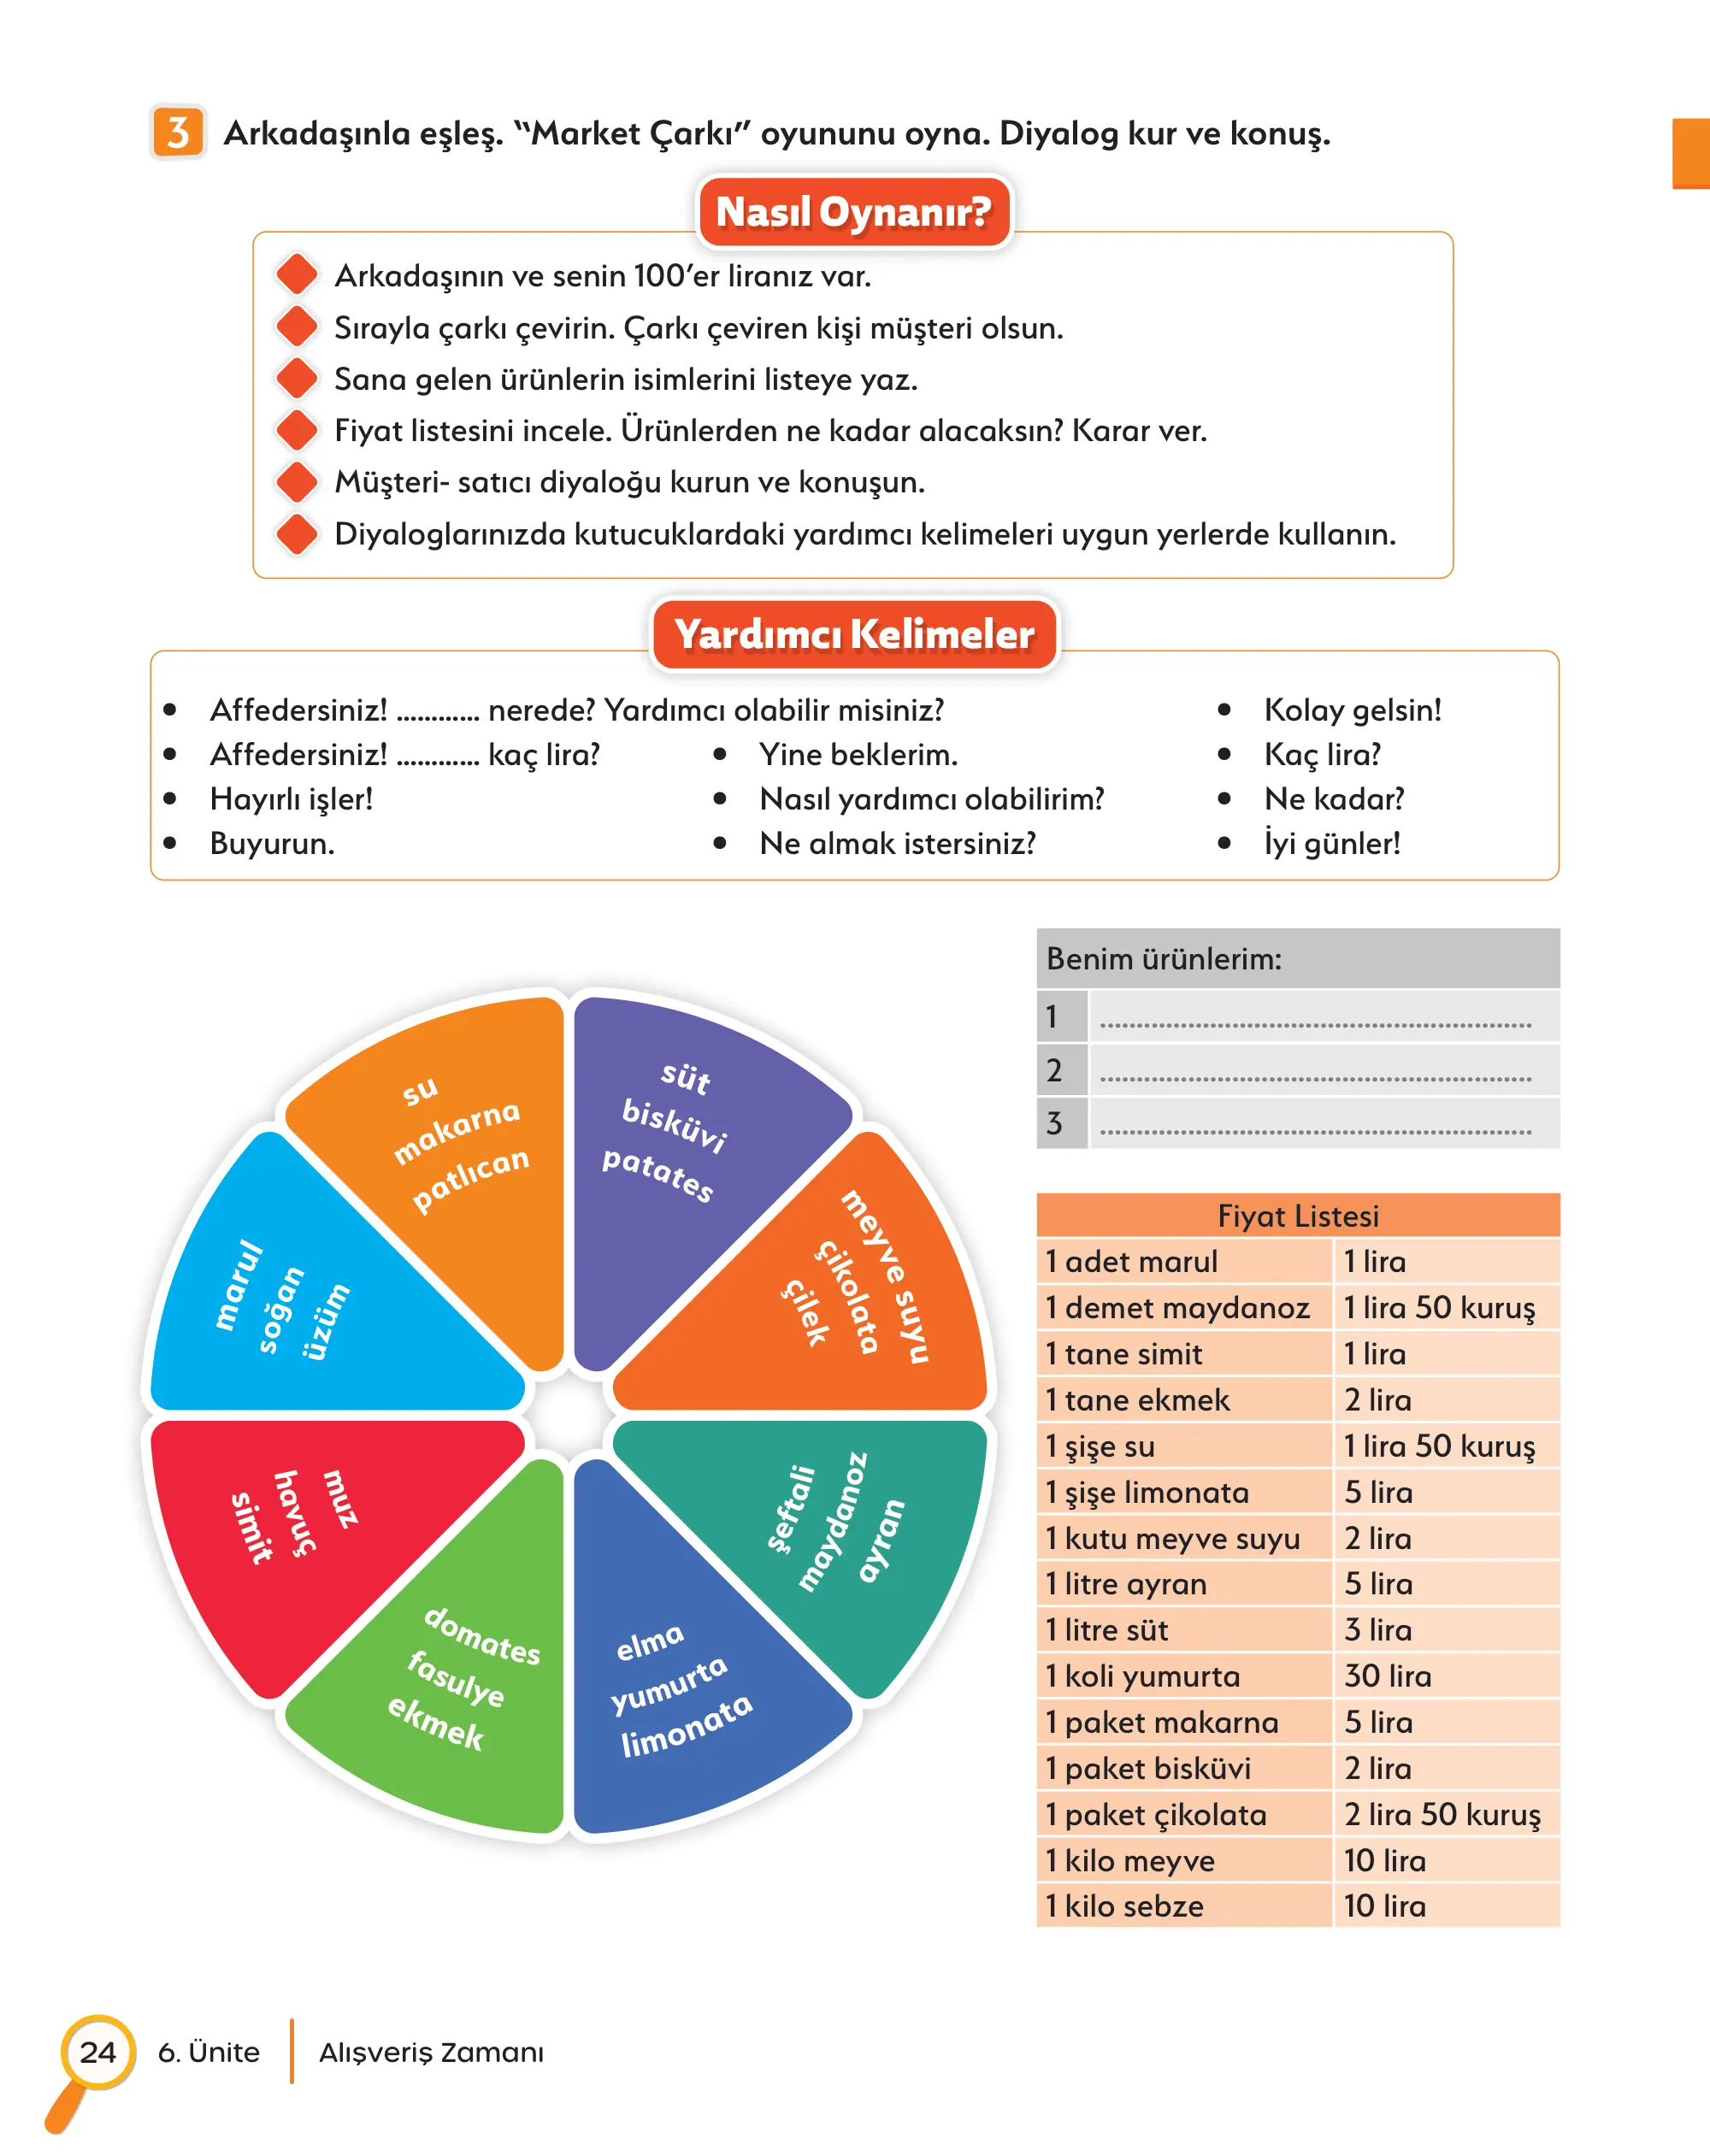 3 Arkadaşınla eşleş. “Market Çarkı” oyununu oyna. Diyalog kur ve konuş.
Nasıl Oynanır?
Arkadaşının ve senin 100’er liranız var.
Sırayla çarkı çevirin. Çarkı çeviren kişi müşteri olsun.
Sana gelen ürünlerin isimlerini listeye yaz.
Fiyat listesini incele. Ürünlerden ne kadar alacaksın? Karar ver.
Müşteri- satıcı diyaloğu kurun ve konuşun.
Diyaloglarınızda kutucuklardaki yardımcı kelimeleri uygun yerlerde kullanın.
Yardımcı Kelimeler
• Affedersiniz! ............ nerede? Yardımcı olabilir misiniz?
• Affedersiniz! ............ kaç lira?
• Hayırlı işler!
• Buyurun.
• Yine beklerim.
• Nasıl yardımcı olabilirim?
• Ne almak istersiniz?
• Kolay gelsin!
• Kaç lira?
• Ne kadar?
• İyi günler!
su
makarna
patlıcan
süt
bisküvi
patates
meyve suyu
çikolata
çilek
şeftali
maydanoz
ayran
elma
yumurta
limonata
domates
fasulye
ekmek
muz
havuç
simit
marul
soğan
üzüm
Benim ürünlerim:
1 ............................................................
2 ............................................................
3 ............................................................
Fiyat Listesi
1 adet marul 1 lira
1 demet maydanoz 1 lira 50 kuruş
1 tane simit 1 lira
1 tane ekmek 2 lira
1 şişe su 1 lira 50 kuruş
1 şişe limonata 5 lira
1 kutu meyve suyu 2 lira
1 litre ayran 5 lira
1 litre süt 3 lira
1 koli yumurta 30 lira
1 paket makarna 5 lira
1 paket bisküvi 2 lira
1 paket çikolata 2 lira 50 kuruş
1 kilo meyve 10 lira
1 kilo sebze 10 lira
24 6. Ünite Alışveriş Zamanı